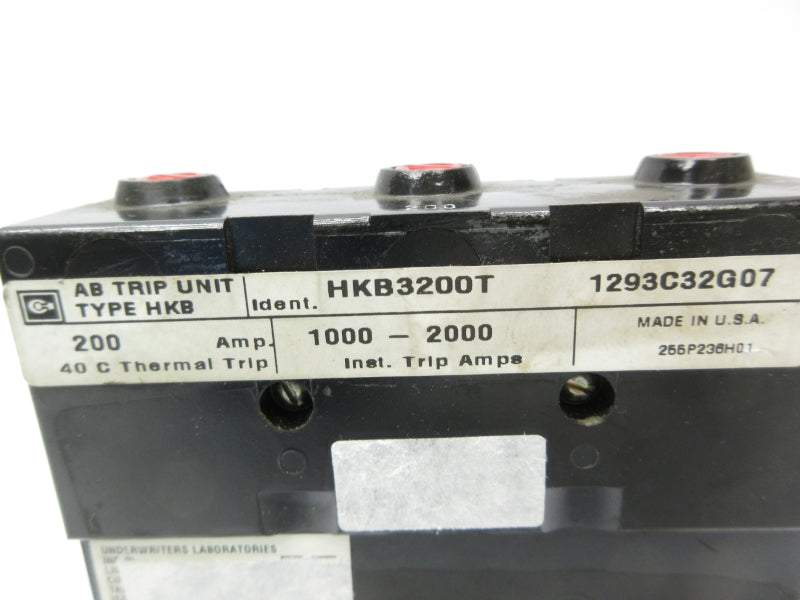 AB TRIP UNIT
TYPE HKB
Ident. HKB3200T 1293C32G07
200 Amp.
40 C Thermal Trip
1000 – 2000
Inst. Trip Amps
MADE IN U.S.A.
255P236H01
UNDERWRITERS LABORATORIES